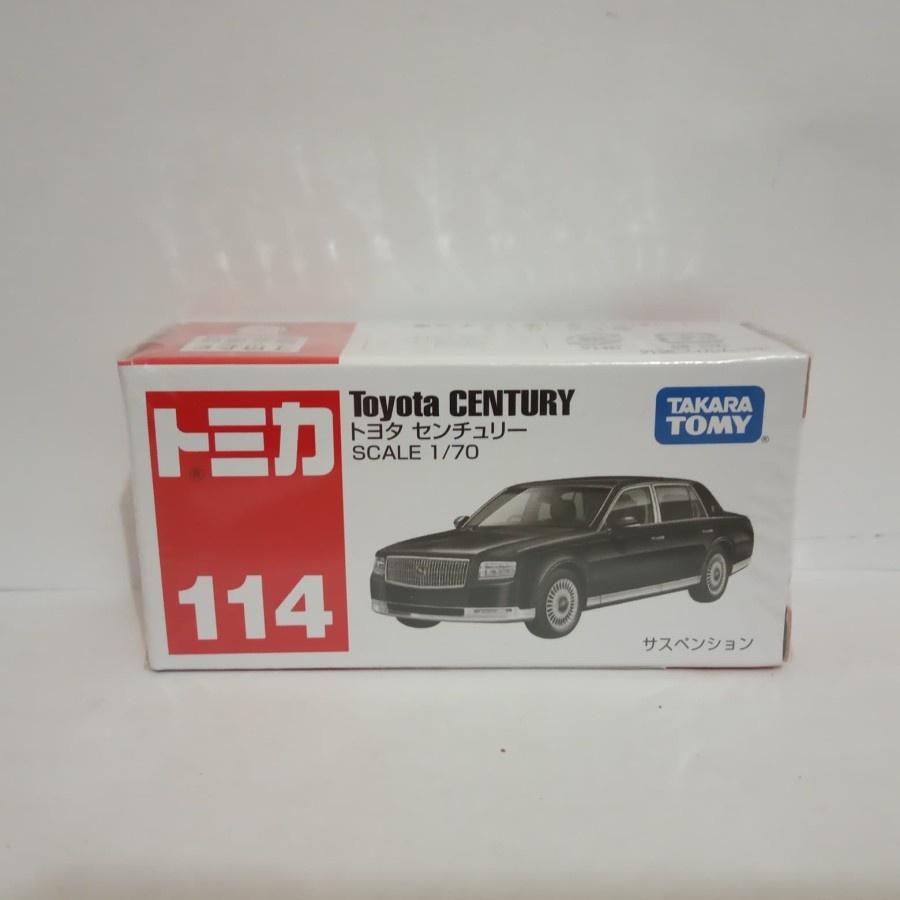 トミカ
®
114
Toyota CENTURY
トヨタ センチュリー
SCALE 1/70
TAKARA
TOMY
®
サスペンション